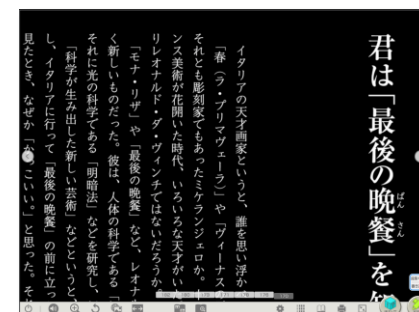 君は「最後の晩餐」を
ばん さん
イタリアの天才画家というと、誰を思い浮か
「春（ラ・プリマヴェーラ）」や「ヴィーナス
それとも彫刻家でもあったミケランジェロか。
ンス美術が花開いた時代、いろいろな天才がい
りレオナルド・ダ・ヴィンチではないだろうか
「モナ・リザ」や「最後の晩餐」など、レオナ
く新しいものだった。彼は、人体の科学である「
それに光の科学である「明暗法」などを研究し、
「科学が生み出した新しい芸術」などというと、
し、イタリアに行って「最後の晩餐」の前に立っ
見たとき、なぜか「か こいい。」と思った。そ